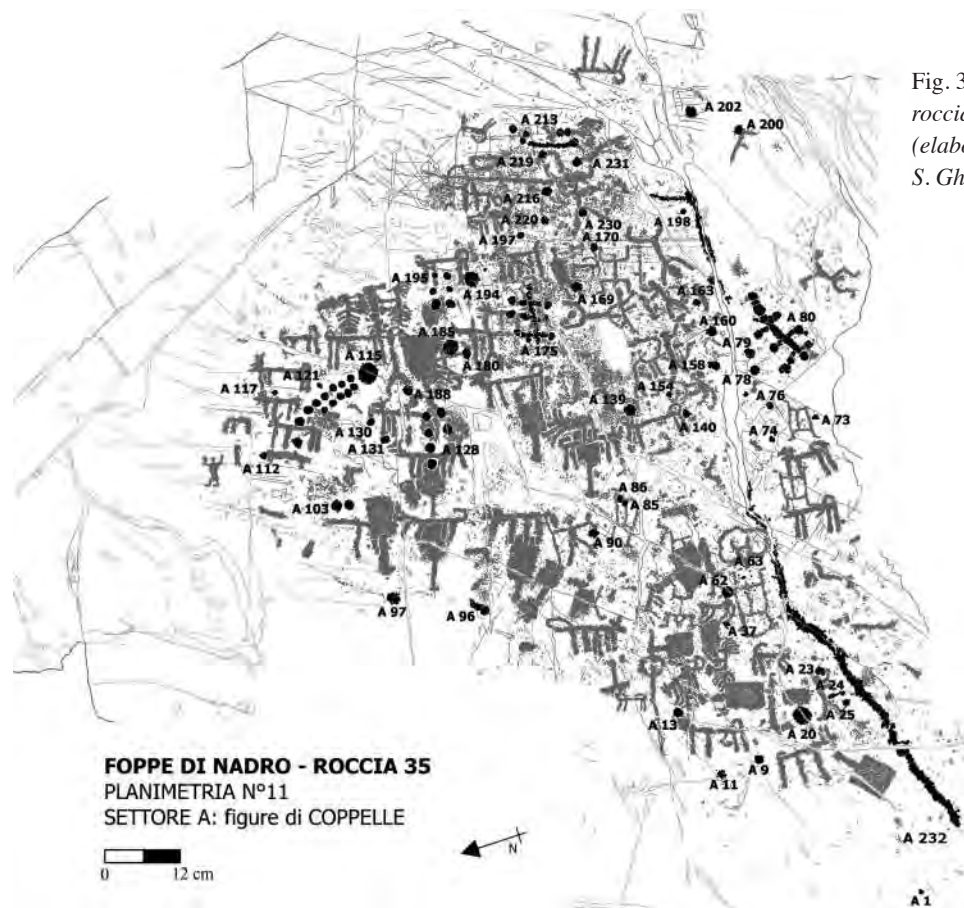 Fig. 3
roccia
(elabo
S. Gh
A 202
A 200
A 213
A 219
A 231
A 216
A 220
A 230
A 198
A 197
A 170
A 195
A 194
A 169
A 163
A 160
A 80
A 185
A 175
A 79
A 115
A 180
A 158
A 78
A 121
A 117
A 188
A 154
A 76
A 139
A 73
A 140
A 74
A 130
A 131
A 128
A 112
A 86
A 85
A 103
A 90
A 63
A 62
A 97
A 96
A 37
A 23
A 24
A 25
A 13
A 20
A 9
A 11
FOPPE DI NADRO - ROCCIA 35
PLANIMETRIA N°11
SETTORE A: figure di COPPELLE
0 12 cm
N
A 232
A 1